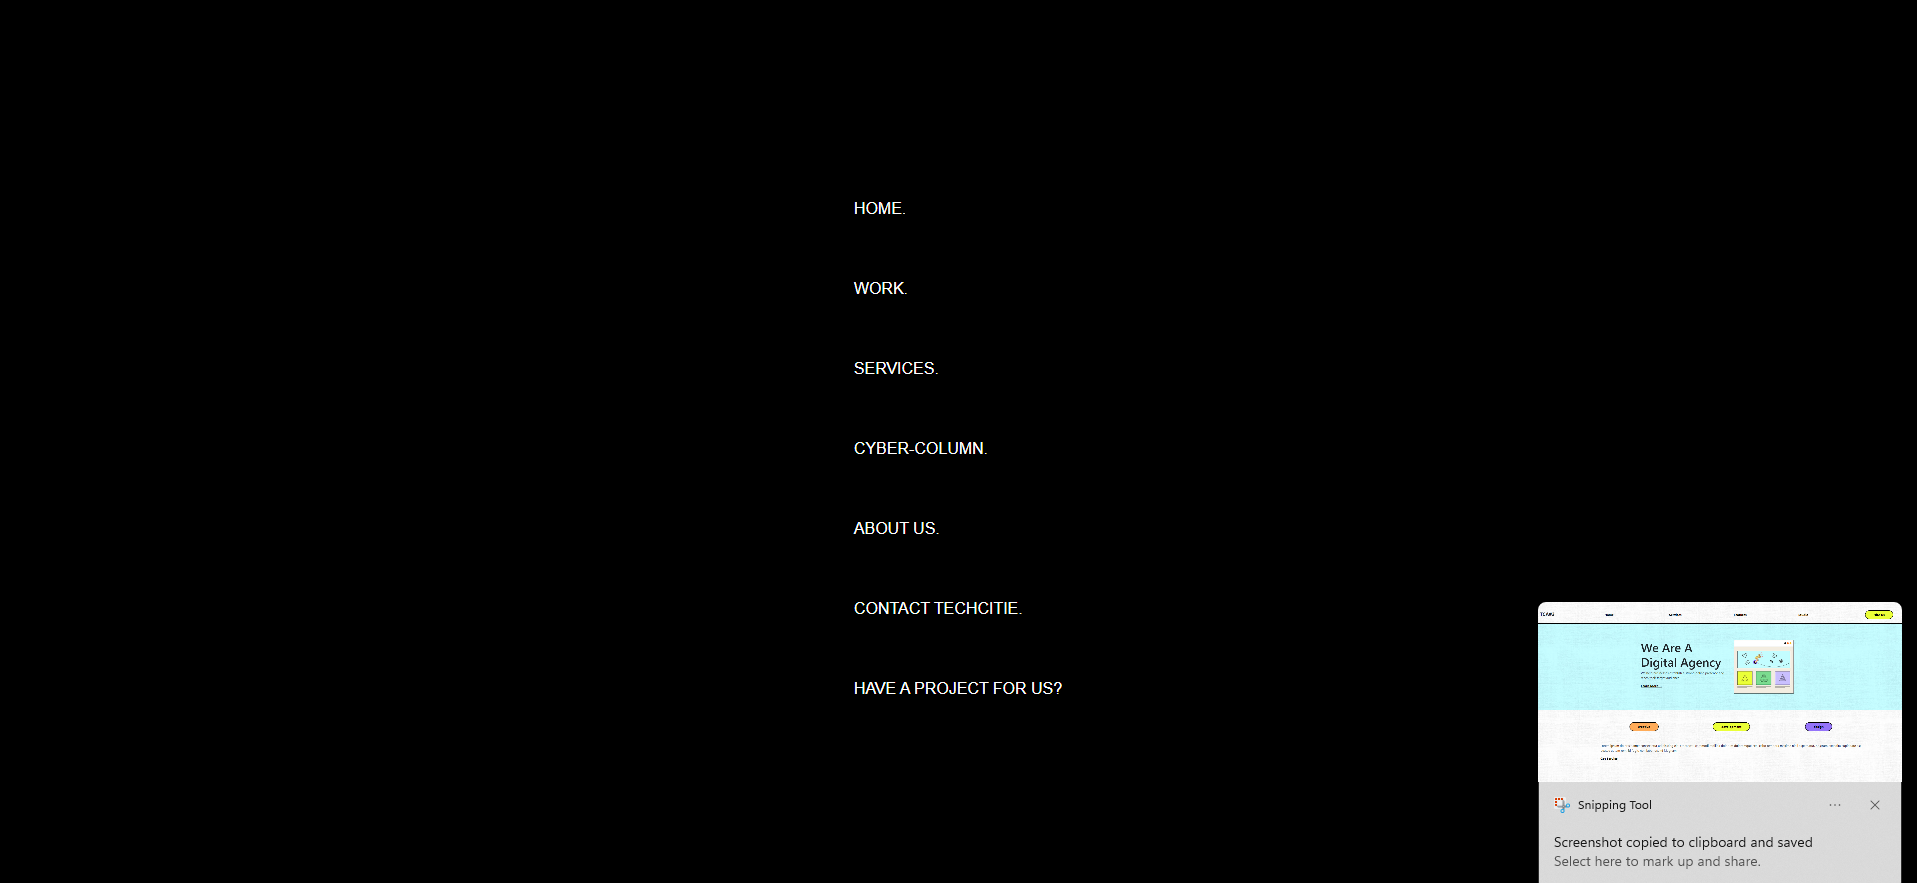 HOME.
WORK.
SERVICES.
CYBER-COLUMN.
ABOUT US.
CONTACT TECHCITIE.
HAVE A PROJECT FOR US?
We Are A
Digital Agency
Snipping Tool
Screenshot copied to clipboard and saved
Select here to mark up and share.